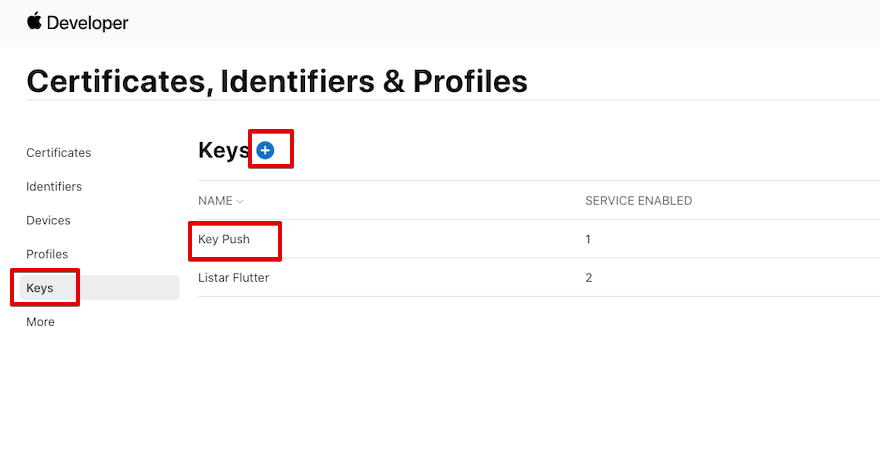 Developer
Certificates, Identifiers & Profiles
Certificates
Identifiers
Devices
Profiles
Keys
More
Keys
NAME SERVICE ENABLED
Key Push 1
Listar Flutter 2